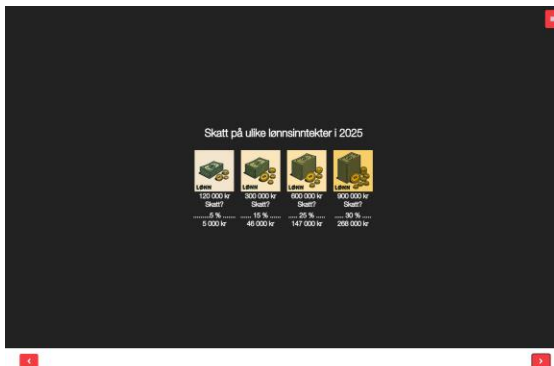 Skatt på ulike lønnsinntekter i 2025
LØNN LØNN LØNN LØNN
120 000 kr 300 000 kr 600 000 kr 900 000 kr
Skatt? Skatt? Skatt? Skatt?
.........5 % ...... ...... 15 % ...... ..... 25 % ..... ..... 30 % .....
5 000 kr 46 000 kr 147 000 kr 268 000 kr